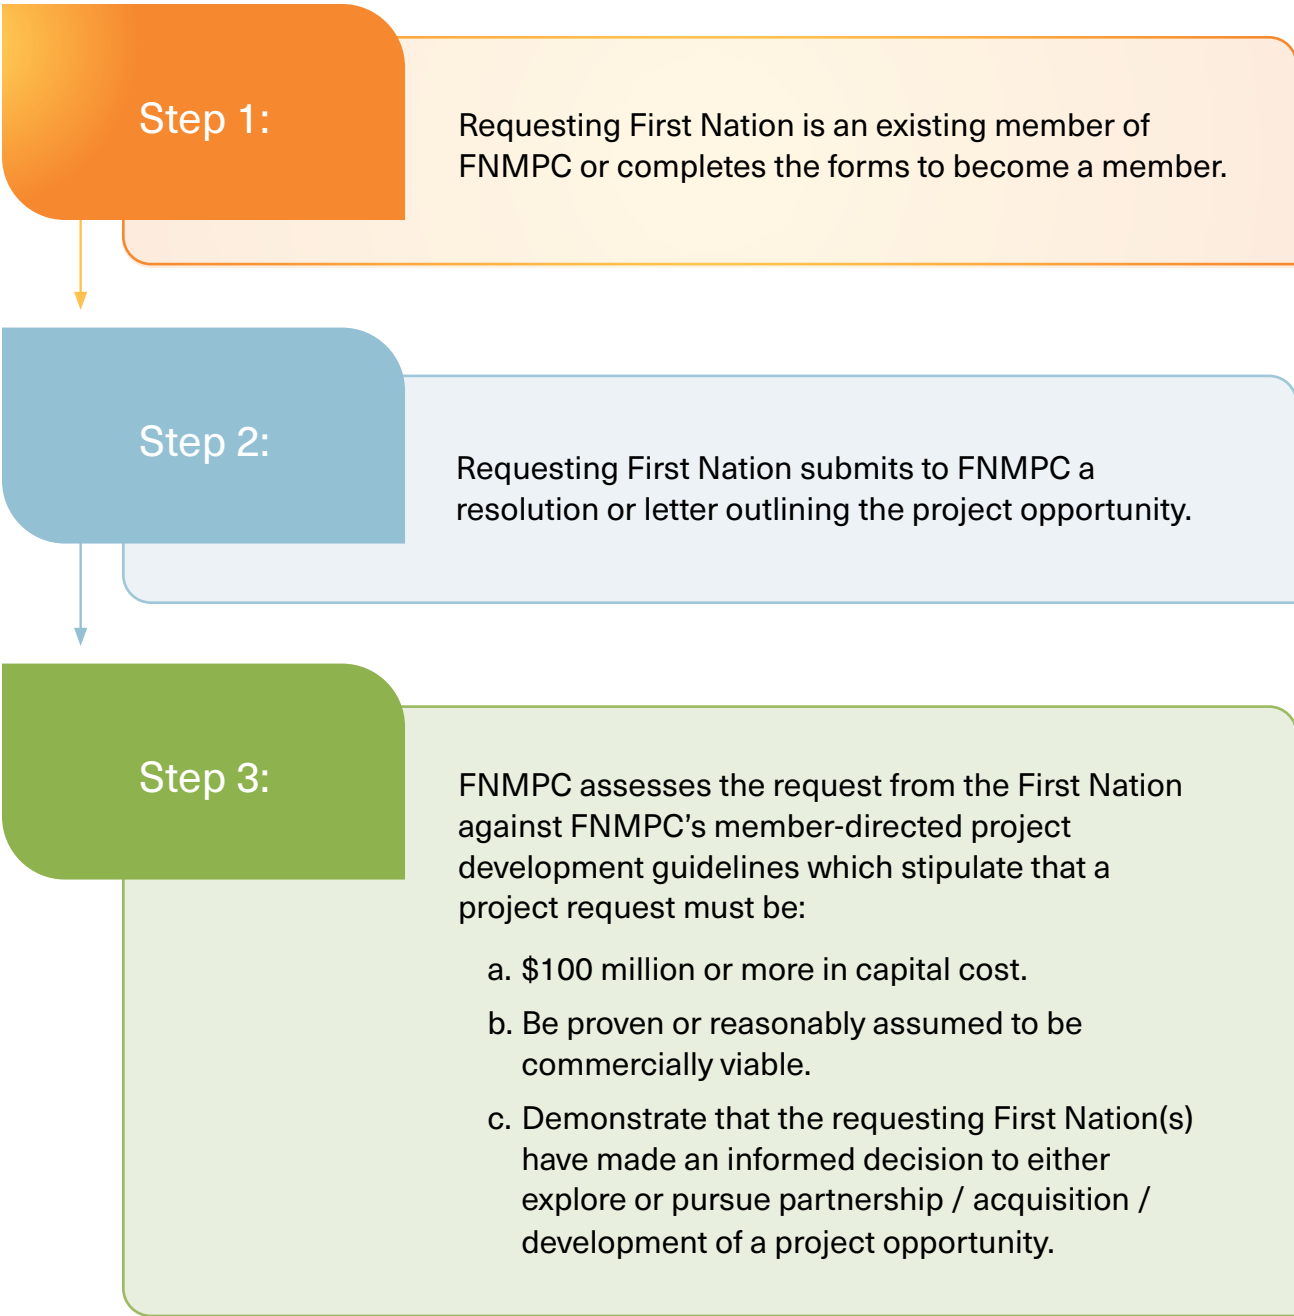 Step 1:
Requesting First Nation is an existing member of
FNMPC or completes the forms to become a member.
Step 2:
Requesting First Nation submits to FNMPC a
resolution or letter outlining the project opportunity.
Step 3:
FNMPC assesses the request from the First Nation
against FNMPC’s member-directed project
development guidelines which stipulate that a
project request must be:
a. $100 million or more in capital cost.
b. Be proven or reasonably assumed to be
commercially viable.
c. Demonstrate that the requesting First Nation(s)
have made an informed decision to either
explore or pursue partnership / acquisition /
development of a project opportunity.